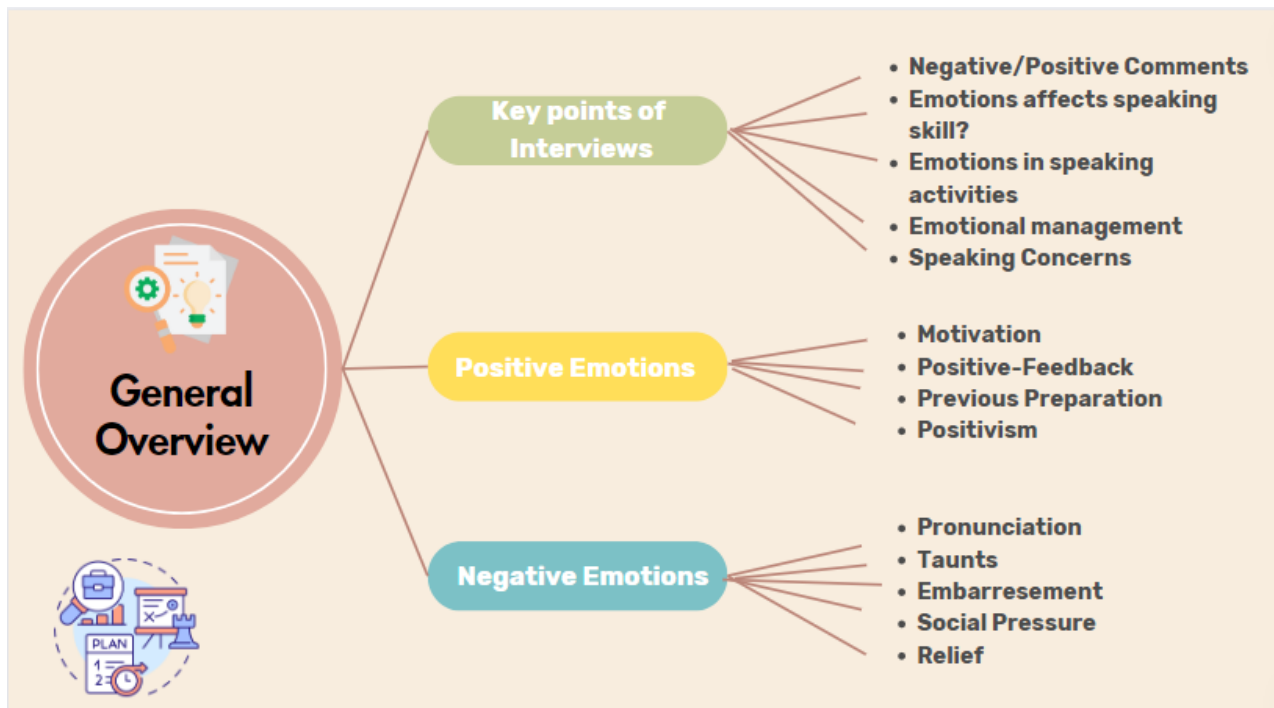 General
Overview
PLAN
1
2
Key points of
Interviews
• Negative/Positive Comments
• Emotions affects speaking
skill?
• Emotions in speaking
activities
• Emotional management
• Speaking Concerns
Positive Emotions
• Motivation
• Positive-Feedback
• Previous Preparation
• Positivism
Negative Emotions
• Pronunciation
• Taunts
• Embarresement
• Social Pressure
• Relief